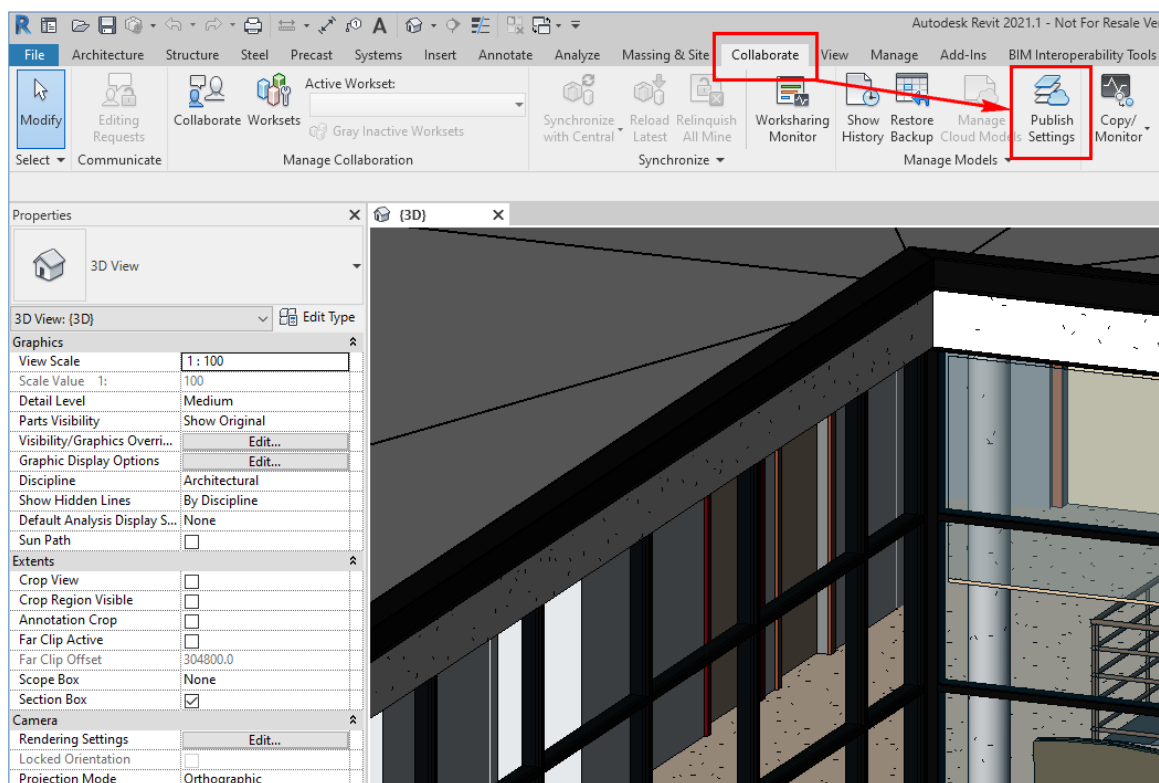 Autodesk Revit 2021.1 - Not For Resale Ve
File Architecture Structure Steel Precast Systems Insert Annotate Analyze Massing & Site Collaborate View Manage Add-Ins BIM Interoperability Tools
Modify
Editing Requests
Collaborate
Worksets
Active Workset:
Gray Inactive Worksets
Synchronize with Central
Reload Latest
Relinquish All Mine
Worksharing Monitor
Show History
Restore Backup
Manage Cloud Models
Publish Settings
Copy/ Monitor
Select Communicate Manage Collaboration Synchronize Manage Models
Properties
{3D}
3D View
3D View: {3D} Edit Type
Graphics
View Scale 1 : 100
Scale Value 1: 100
Detail Level Medium
Parts Visibility Show Original
Visibility/Graphics Overri... Edit...
Graphic Display Options Edit...
Discipline Architectural
Show Hidden Lines By Discipline
Default Analysis Display S... None
Sun Path
Extents
Crop View
Crop Region Visible
Annotation Crop
Far Clip Active
Far Clip Offset 304800.0
Scope Box None
Section Box
Camera
Rendering Settings Edit...
Locked Orientation
Projection Mode Orthographic